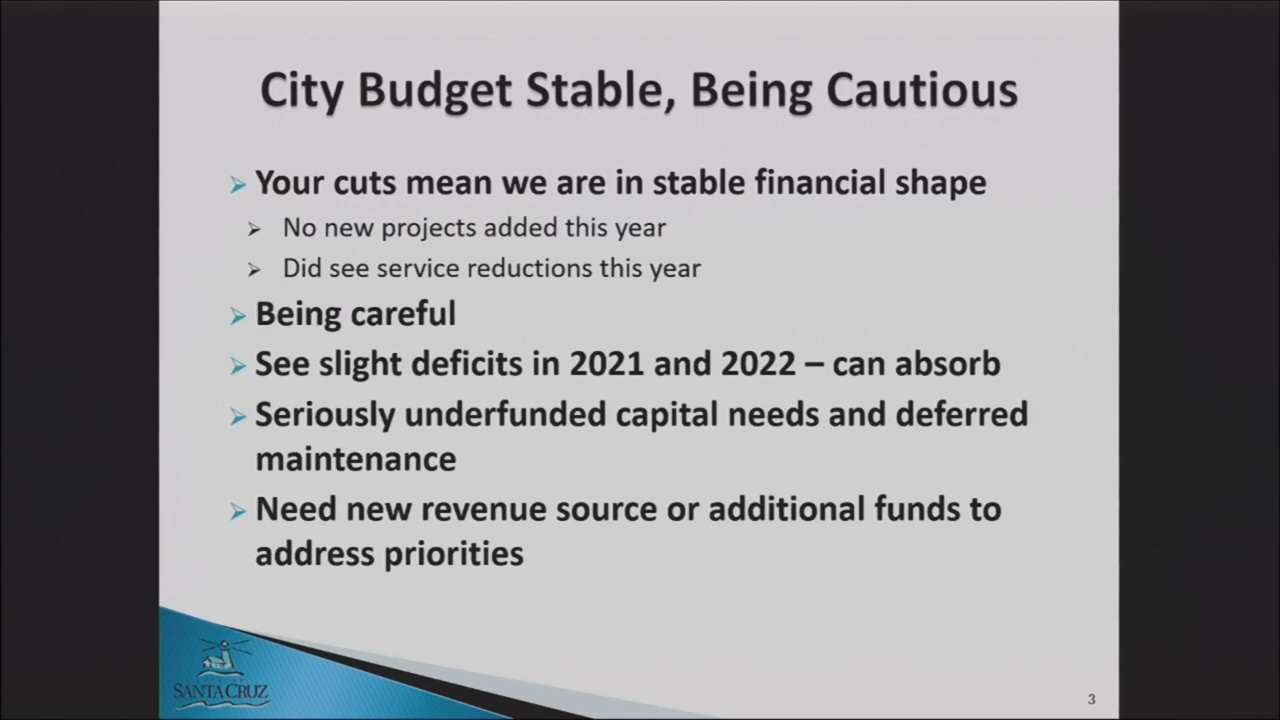 City Budget Stable, Being Cautious
Your cuts mean we are in stable financial shape
No new projects added this year
Did see service reductions this year
Being careful
See slight deficits in 2021 and 2022 – can absorb
Seriously underfunded capital needs and deferred
maintenance
Need new revenue source or additional funds to
address priorities
CITY OF
SANTA CRUZ
3